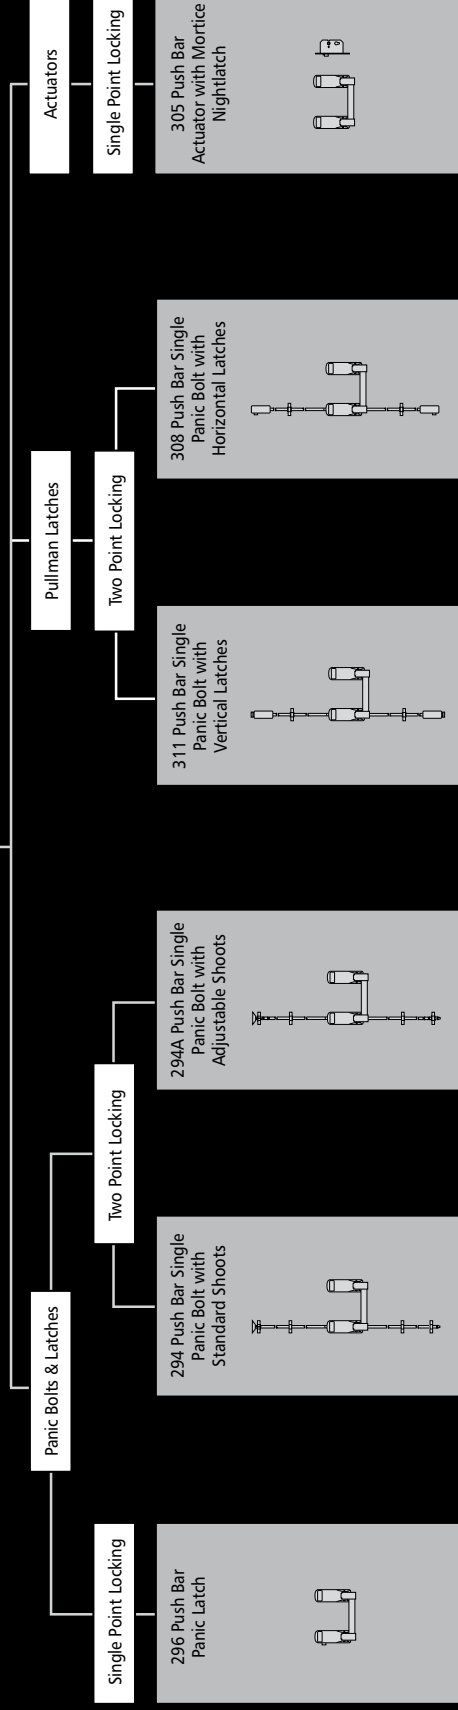 Panic Bolts & Latches
Pullman Latches
Actuators
Single Point Locking
Two Point Locking
Two Point Locking
Single Point Locking
296 Push Bar
Panic Latch
294 Push Bar Single
Panic Bolt with
Standard Shoots
294A Push Bar Single
Panic Bolt with
Adjustable Shoots
311 Push Bar Single
Panic Bolt with
Vertical Latches
308 Push Bar Single
Panic Bolt with
Horizontal Latches
305 Push Bar
Actuator with Mortice
Nightlatch